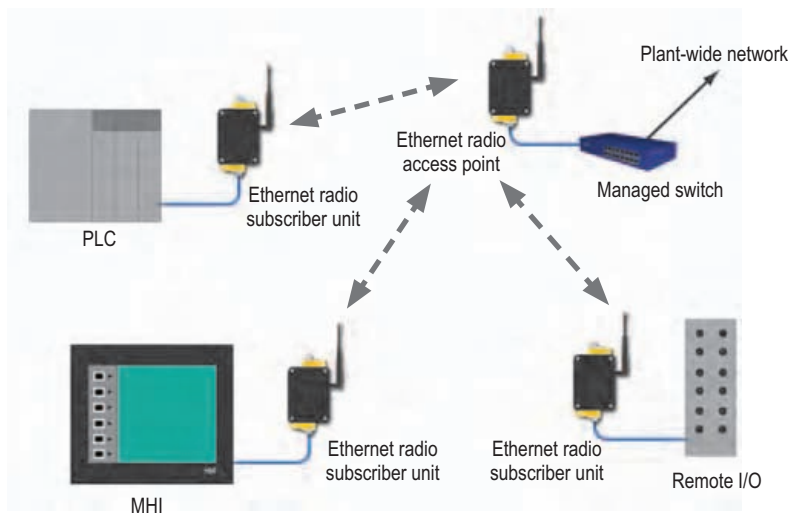 Plant-wide network
Ethernet radio
access point
Managed switch
Ethernet radio
subscriber unit
PLC
Ethernet radio
subscriber unit
MHI
Ethernet radio
subscriber unit
Remote I/O